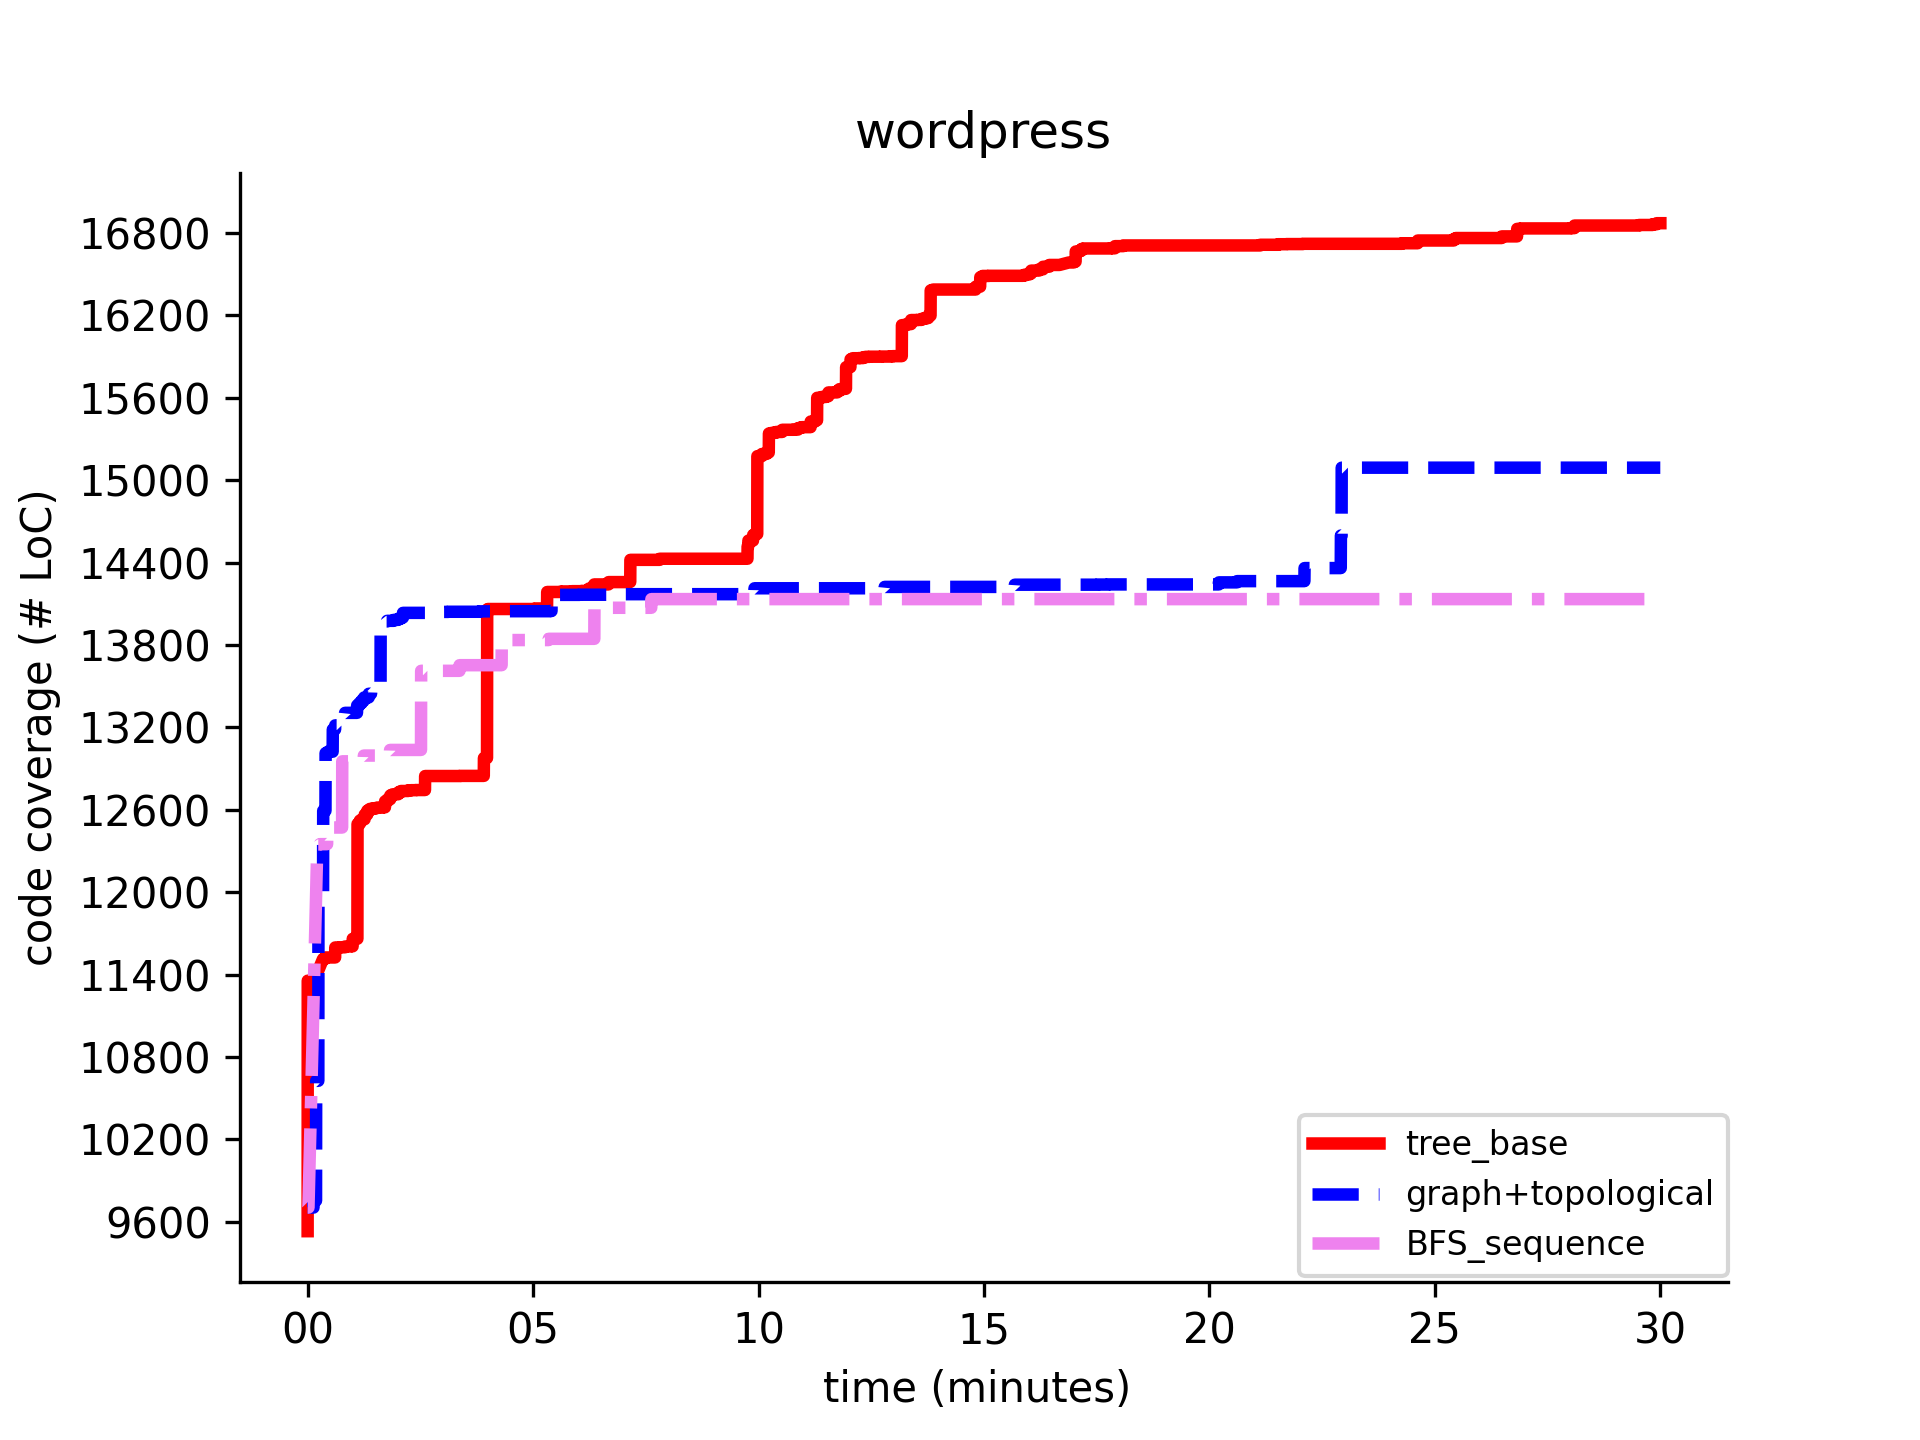 wordpress
code coverage (# LoC)
16800
16200
15600
15000
14400
13800
13200
12600
12000
11400
10800
10200
9600
tree_base
graph+topological
BFS_sequence
00 05 10 15 20 25 30
time (minutes)